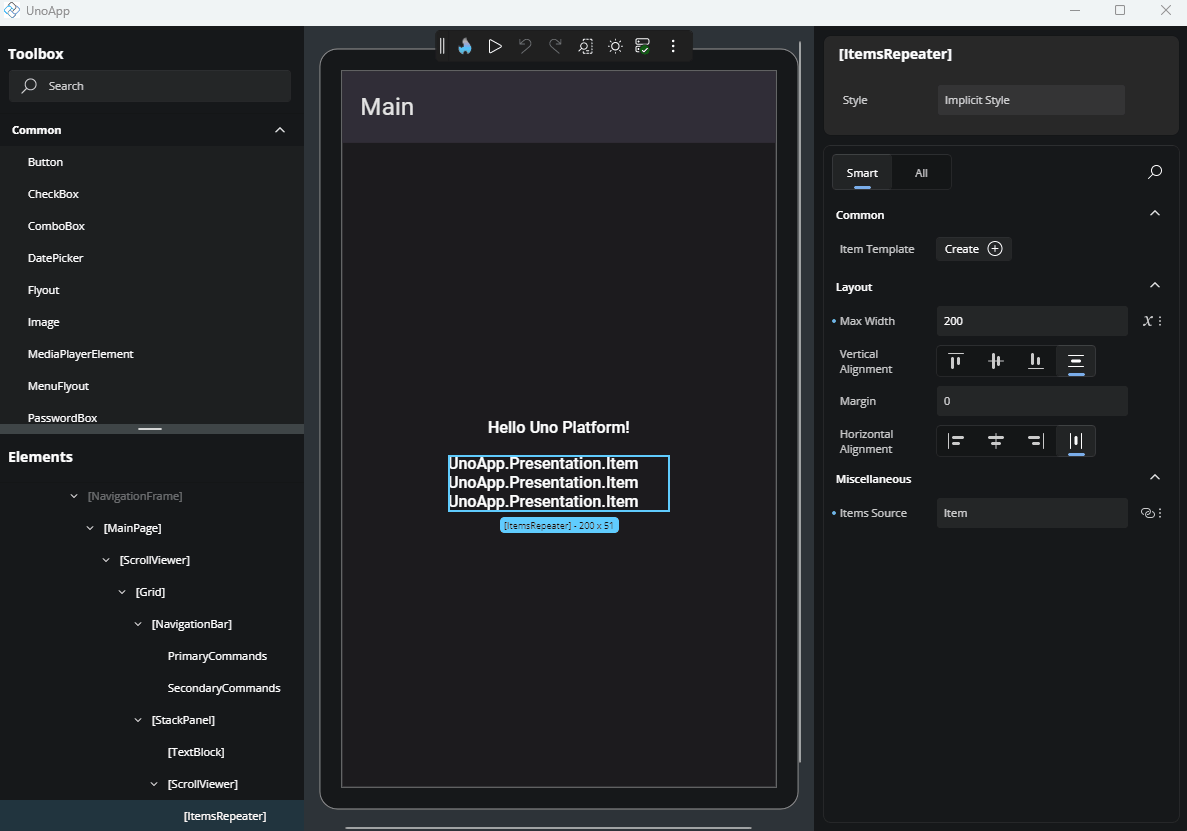 UnoApp
Toolbox
Search
Common
Button
CheckBox
ComboBox
DatePicker
Flyout
Image
MediaPlayerElement
MenuFlyout
PasswordBox
Elements
[NavigationFrame]
[MainPage]
[ScrollViewer]
[Grid]
[NavigationBar]
PrimaryCommands
SecondaryCommands
[StackPanel]
[TextBlock]
[ScrollViewer]
[ItemsRepeater]
Main
Hello Uno Platform!
UnoApp.Presentation.Item
UnoApp.Presentation.Item
UnoApp.Presentation.Item
[ItemsRepeater] - 200 x 51
[ItemsRepeater]
Style Implicit Style
Smart All
Common
Item Template Create
Layout
Max Width 200
Vertical
Alignment
Margin 0
Horizontal
Alignment
Miscellaneous
Items Source Item